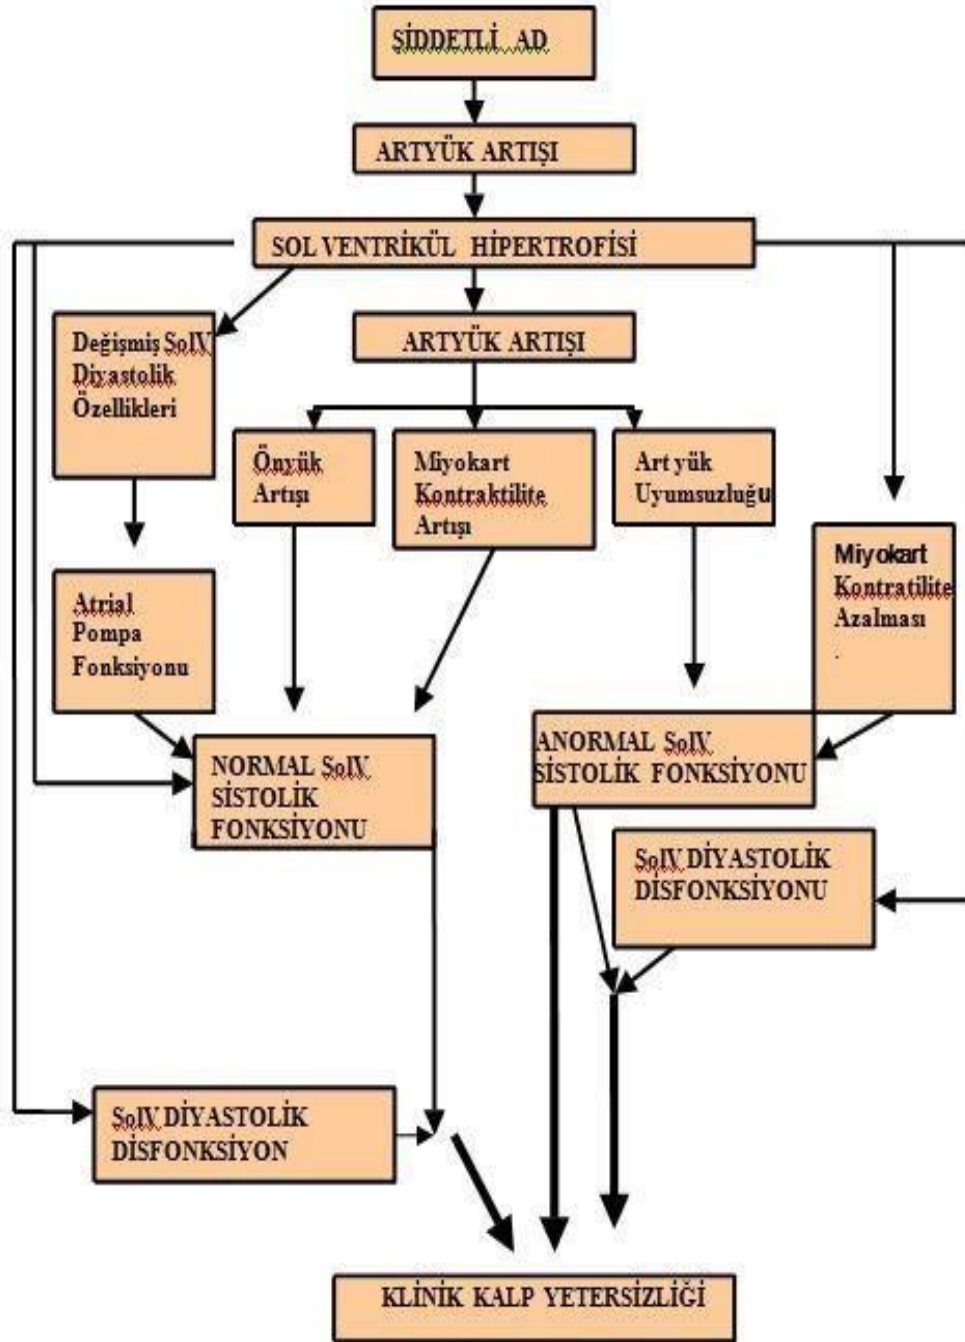 ŞİDDETLİ AD
ARTYÜK ARTIŞI
SOL VENTRİKÜL HİPERTROFİSİ
Değişmiş SolV
Diyastolik
Özellikleri
ARTYÜK ARTIŞI
Önyük
Artışı
Miyokart
Kontraktilite
Artışı
Art yük
Uyumsuzluğu
Miyokart
Kontratilite
Azalması
.
Atrial
Pompa
Fonksiyonu
NORMAL SolV
SİSTOLİK
FONKSİYONU
ANORMAL SolV
SİSTOLİK FONKSİYONU
SolV DİYASTOLİK
DİSFONKSİYONU
SolV DİYASTOLİK
DİSFONKSİYON
KLİNİK KALP YETERSİZLİĞİ